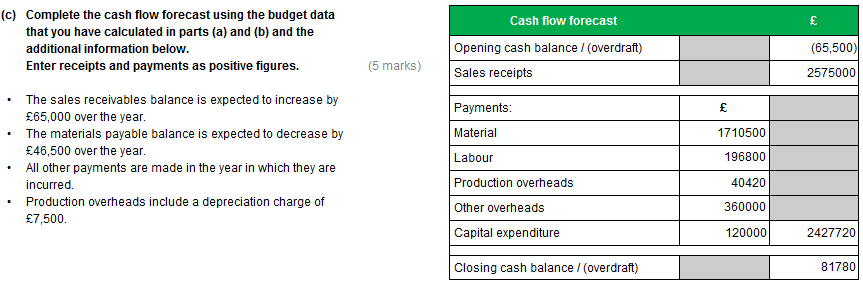 (c) Complete the cash flow forecast using the budget data
that you have calculated in parts (a) and (b) and the
additional information below.
Enter receipts and payments as positive figures. (5 marks)
• The sales receivables balance is expected to increase by
£65,000 over the year.
• The materials payable balance is expected to decrease by
£46,500 over the year.
• All other payments are made in the year in which they are
incurred.
• Production overheads include a depreciation charge of
£7,500.
Cash flow forecast £
Opening cash balance / (overdraft) (65,500)
Sales receipts 2575000
Payments: £
Material 1710500
Labour 196800
Production overheads 40420
Other overheads 360000
Capital expenditure 120000 2427720
Closing cash balance / (overdraft) 81780